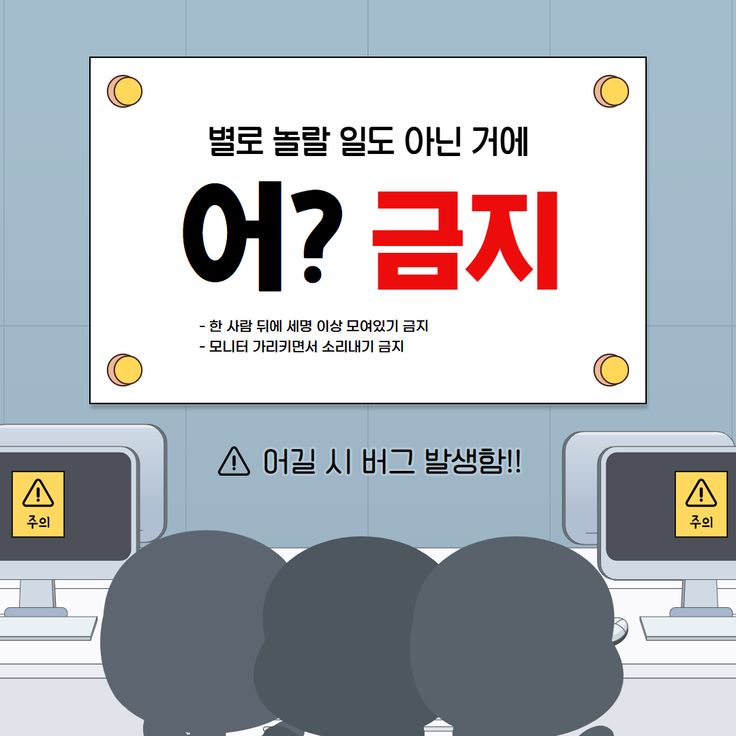 별로 놀랄 일도 아닌 거에
어? 금지
- 한 사람 뒤에 세명 이상 모여있기 금지
- 모니터 가리키면서 소리내기 금지
어길 시 버그 발생함!!
주의
주의